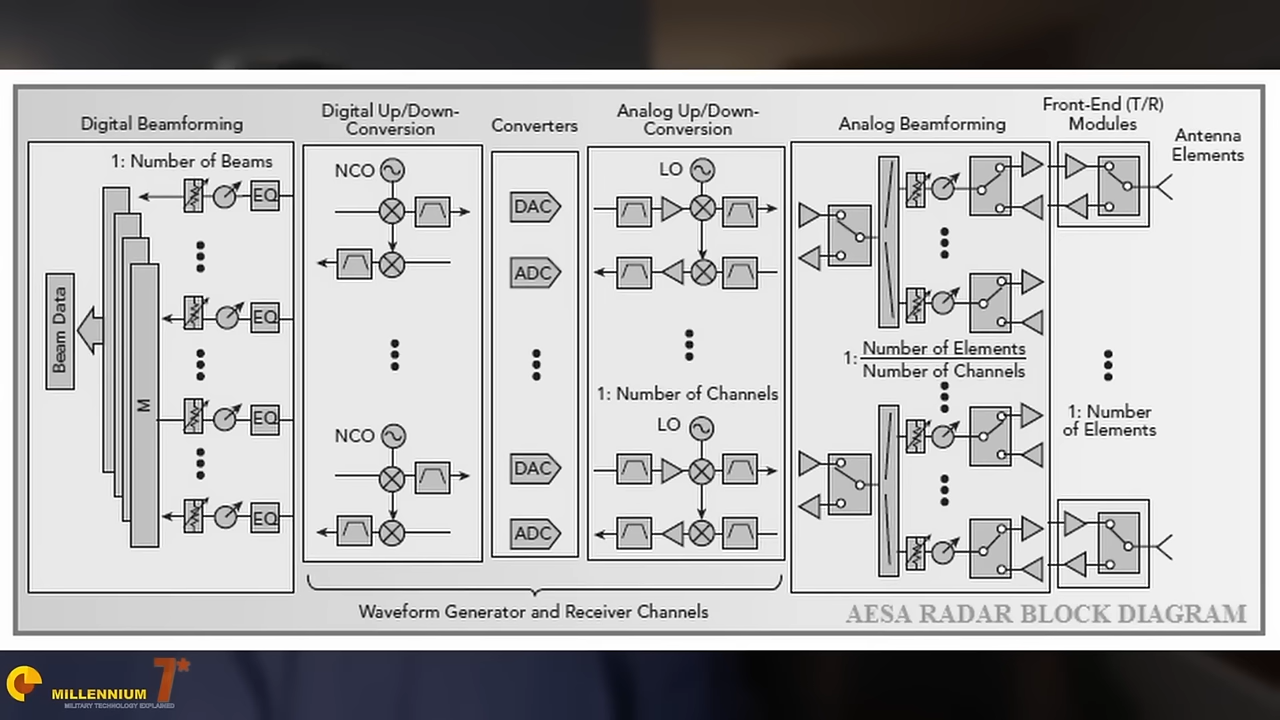 Digital Beamforming
1: Number of Beams
EQ
EQ
EQ
EQ
M
Beam Data
Digital Up/Down-
Conversion
NCO
NCO
Converters
DAC
ADC
DAC
ADC
Analog Up/Down-
Conversion
LO
1: Number of Channels
LO
Waveform Generator and Receiver Channels
Analog Beamforming
1: Number of Elements
Number of Channels
Front-End (T/R)
Modules
Antenna
Elements
1: Number
of Elements
AESA RADAR BLOCK DIAGRAM
MILLENNIUM 7*
MILITARY TECHNOLOGY EXPLAINED